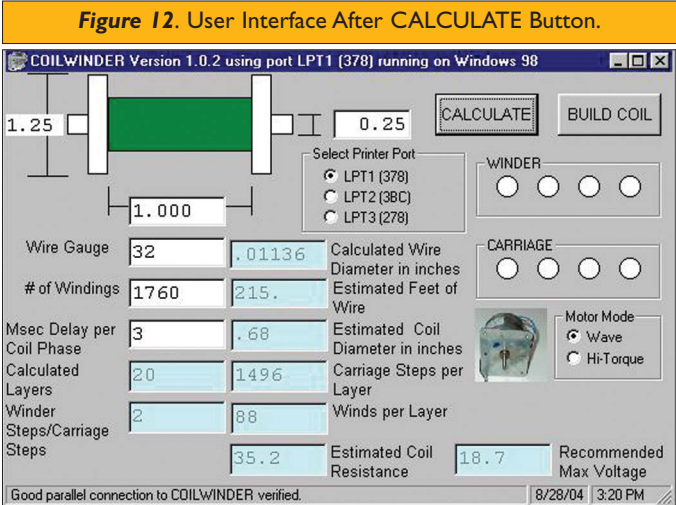 Figure 12. User Interface After CALCULATE Button.
COILWINDER Version 1.0.2 using port LPT1 (378) running on Windows 98
1.25
0.25
CALCULATE
BUILD COIL
Select Printer Port
LPT1 (378)
LPT2 (3BC)
LPT3 (278)
WINDER
1.000
Wire Gauge
32
.01136
Calculated Wire
Diameter in inches
CARRIAGE
# of Windings
1760
215.
Estimated Feet of
Wire
Msec Delay per
Coil Phase
3
.68
Estimated Coil
Diameter in inches
Motor Mode
Wave
Hi-Torque
Calculated
Layers
20
1496
Carriage Steps per
Layer
Winder
Steps/Carriage
Steps
2
88
Winds per Layer
35.2
Estimated Coil
Resistance
18.7
Recommended
Max Voltage
Good parallel connection to COILWINDER verified.
8/28/04
3:20 PM